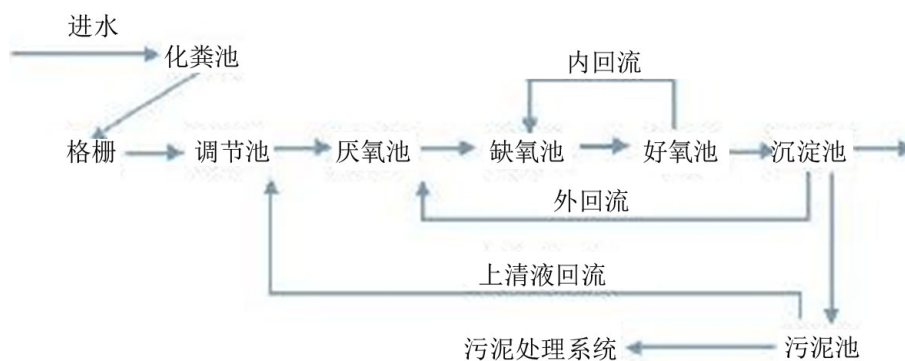 进水
化粪池
内回流
格栅
调节池
厌氧池
缺氧池
好氧池
沉淀池
外回流
上清液回流
污泥处理系统
污泥池